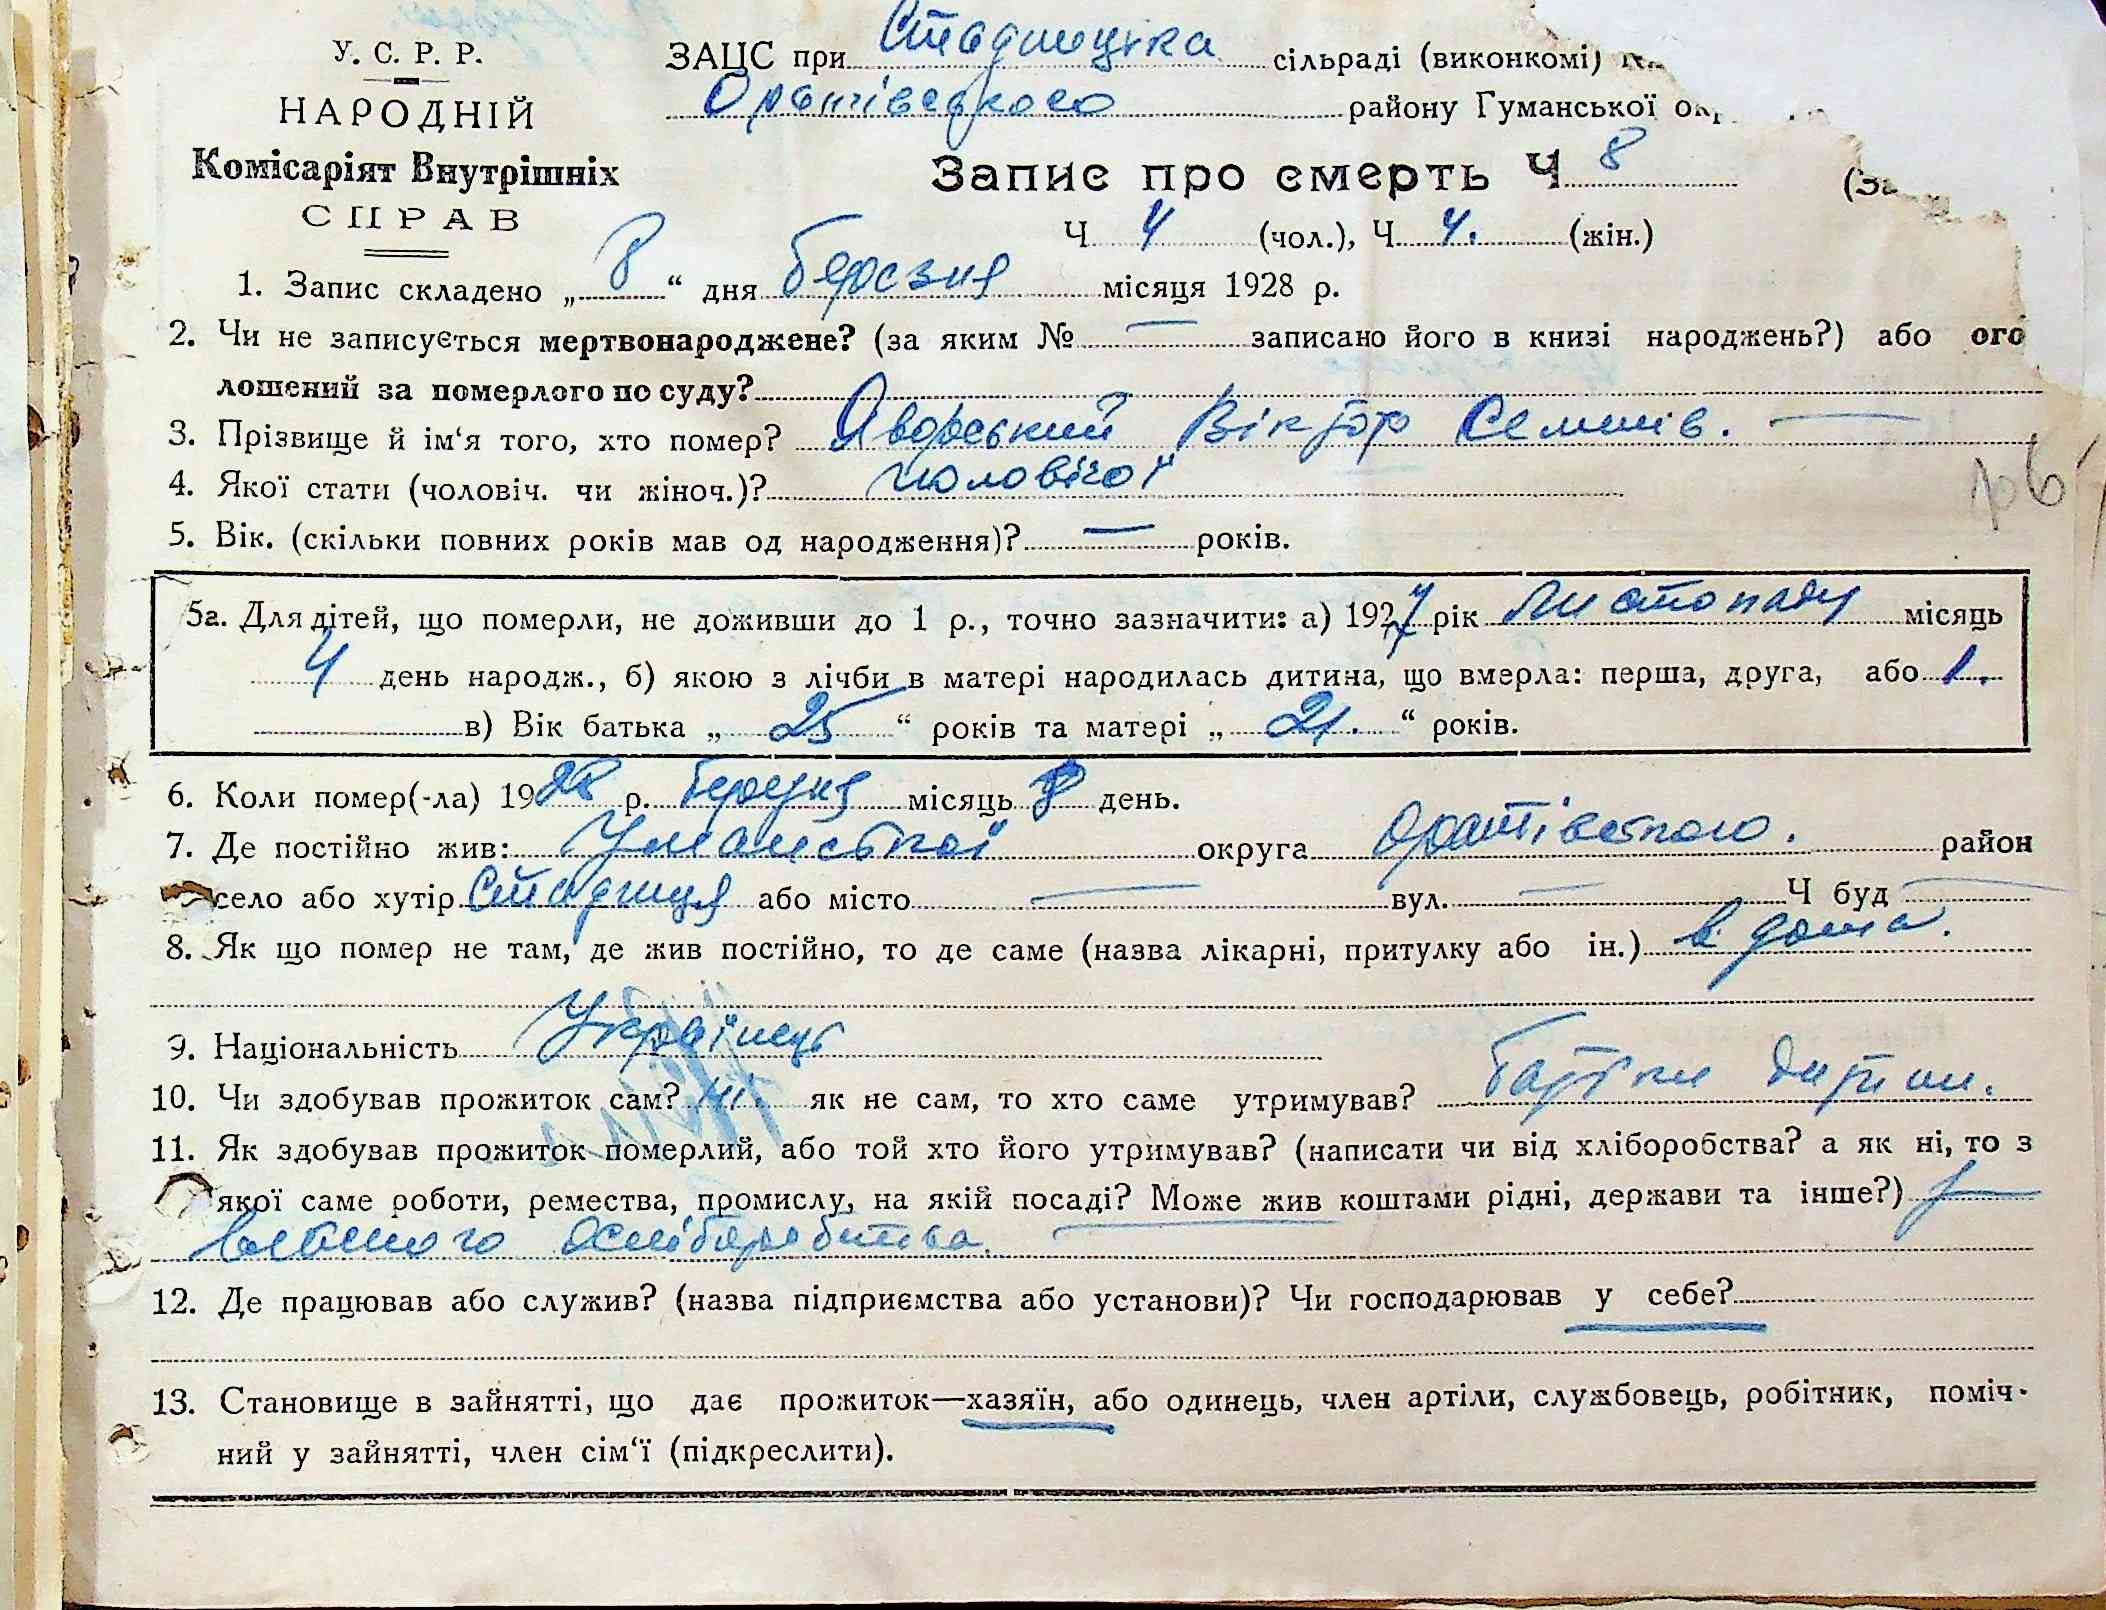 У. С. Р. Р.
НАРОДНІЙ
Комісаріят Внутрішніх
СПРАВ
ЗАЦС при Стадницька сільраді (виконкомі)
Оратівського району Гуманської
Запис про смерть Ч 8
Ч 4 (чол.), Ч 4. (жін.)
1. Запис складено „ 8 “ дня березня місяця 1928 р.
2. Чи не записується мертвонароджене? (за яким № — записано його в книзі народжень?) або ого
лошений за померлого по суду?
3. Прізвище й ім‘я того, хто помер? Яворський Віктор Семенів. —
4. Якої стати (чоловіч. чи жіноч.)? чоловічої
5. Вік. (скільки повних років мав од народження)? — років.
5а. Для дітей, що померли, не доживши до 1 р., точно зазначити: а) 1927 рік Листопаду місяць
4 день народж., б) якою з лічби в матері народилась дитина, що вмерла: перша, друга, або 1.
в) Вік батька „ 25 “ років та матері „ 21. “ років.
6. Коли помер(-ла) 1928 р. березня місяць 8 день.
7. Де постійно жив: Уманської округа Оратівського. район
село або хутір Стадниця або місто — вул. — Ч буд —
8. Як що помер не там, де жив постійно, то де саме (назва лікарні, притулку або ін.) в дома.
9. Національність Українець
10. Чи здобував прожиток сам? ні. як не сам, то хто саме утримував? Батьки дитини.
11. Як здобував прожиток померлий, або той хто його утримував? (написати чи від хліборобства? а як ні, то з
якої саме роботи, ремества, промислу, на якій посаді? Може жив коштами рідні, держави та інше?)
власного —
12. Де працював або служив? (назва підприємства або установи)? Чи господарював у себе?
13. Становище в зайнятті, що дає прожиток—хазяїн, або одинець, член артіли, службовець, робітник, поміч-
ний у зайнятті, член сім‘ї (підкреслити).